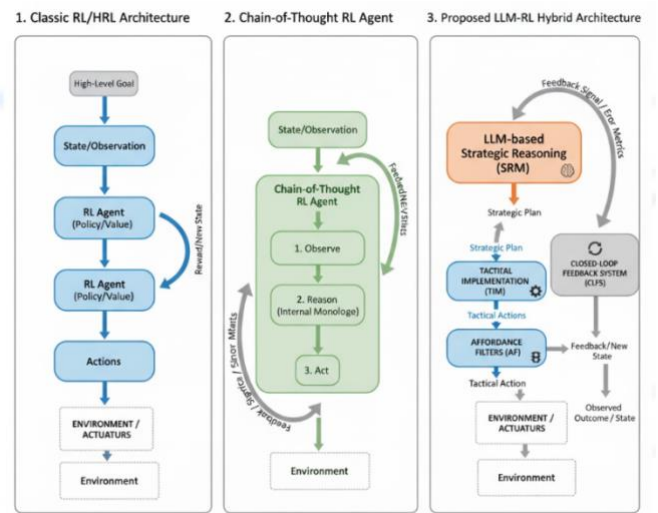 1. Classic RL/HRL Architecture
High-Level Goal
State/Observation
RL Agent
(Policy/Value)
Reward/New State
RL Agent
(Policy/Value)
Actions
ENVIRONMENT /
ACTUATURS
Environment
2. Chain-of-Thought RL Agent
State/Observation
Chain-of-Thought
RL Agent
1. Observe
2. Reason
(Internal Monologe)
3. Act
Feedback /
Environment
3. Proposed LLM-RL Hybrid Architecture
Feedback Signal / Eror Metrics
LLM-based
Strategic Reasoning
(SRM)
Strategic Plan
Strategic Plan
TACTICAL
IMPLEMENTATION
(TIM)
Tactical Actions
AFFORDANCE
FILTERS (AF)
Tactical Action
ENVIRONMENT /
ACTUATURS
Environment
CLOSED-LOOP
FEEDBACK SYSTEM
(CLFS)
Feedback/New
State
Observed
Outcome / State